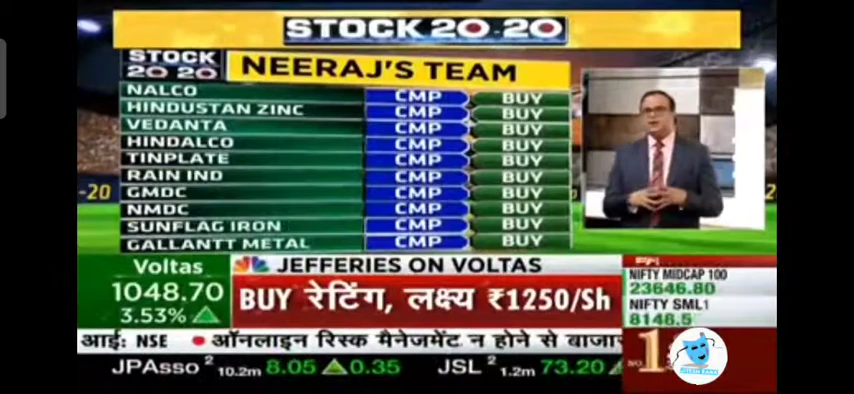 STOCK 20-20
STOCK
20 20
NEERAJ'S TEAM
NALCO CMP BUY
HINDUSTAN ZINC CMP BUY
VEDANTA CMP BUY
HINDALCO CMP BUY
TINPLATE CMP BUY
RAIN IND CMP BUY
GMDC CMP BUY
NMDC CMP BUY
SUNFLAG IRON CMP BUY
GALLANTT METAL CMP BUY
-20
Voltas
1048.70
3.53%
JEFFERIES ON VOLTAS
BUY रेटिंग, लक्ष्य ₹1250/Sh
NIFTY MIDCAP 100
23646.80
NIFTY SML1
8148.5
आई: NSE • ऑनलाइन रिस्क मैनेजमेंट न होने से बाजार
JPAsso 2 10.2m 8.05 0.35 JSL 2 1.2m 73.20
NO 1